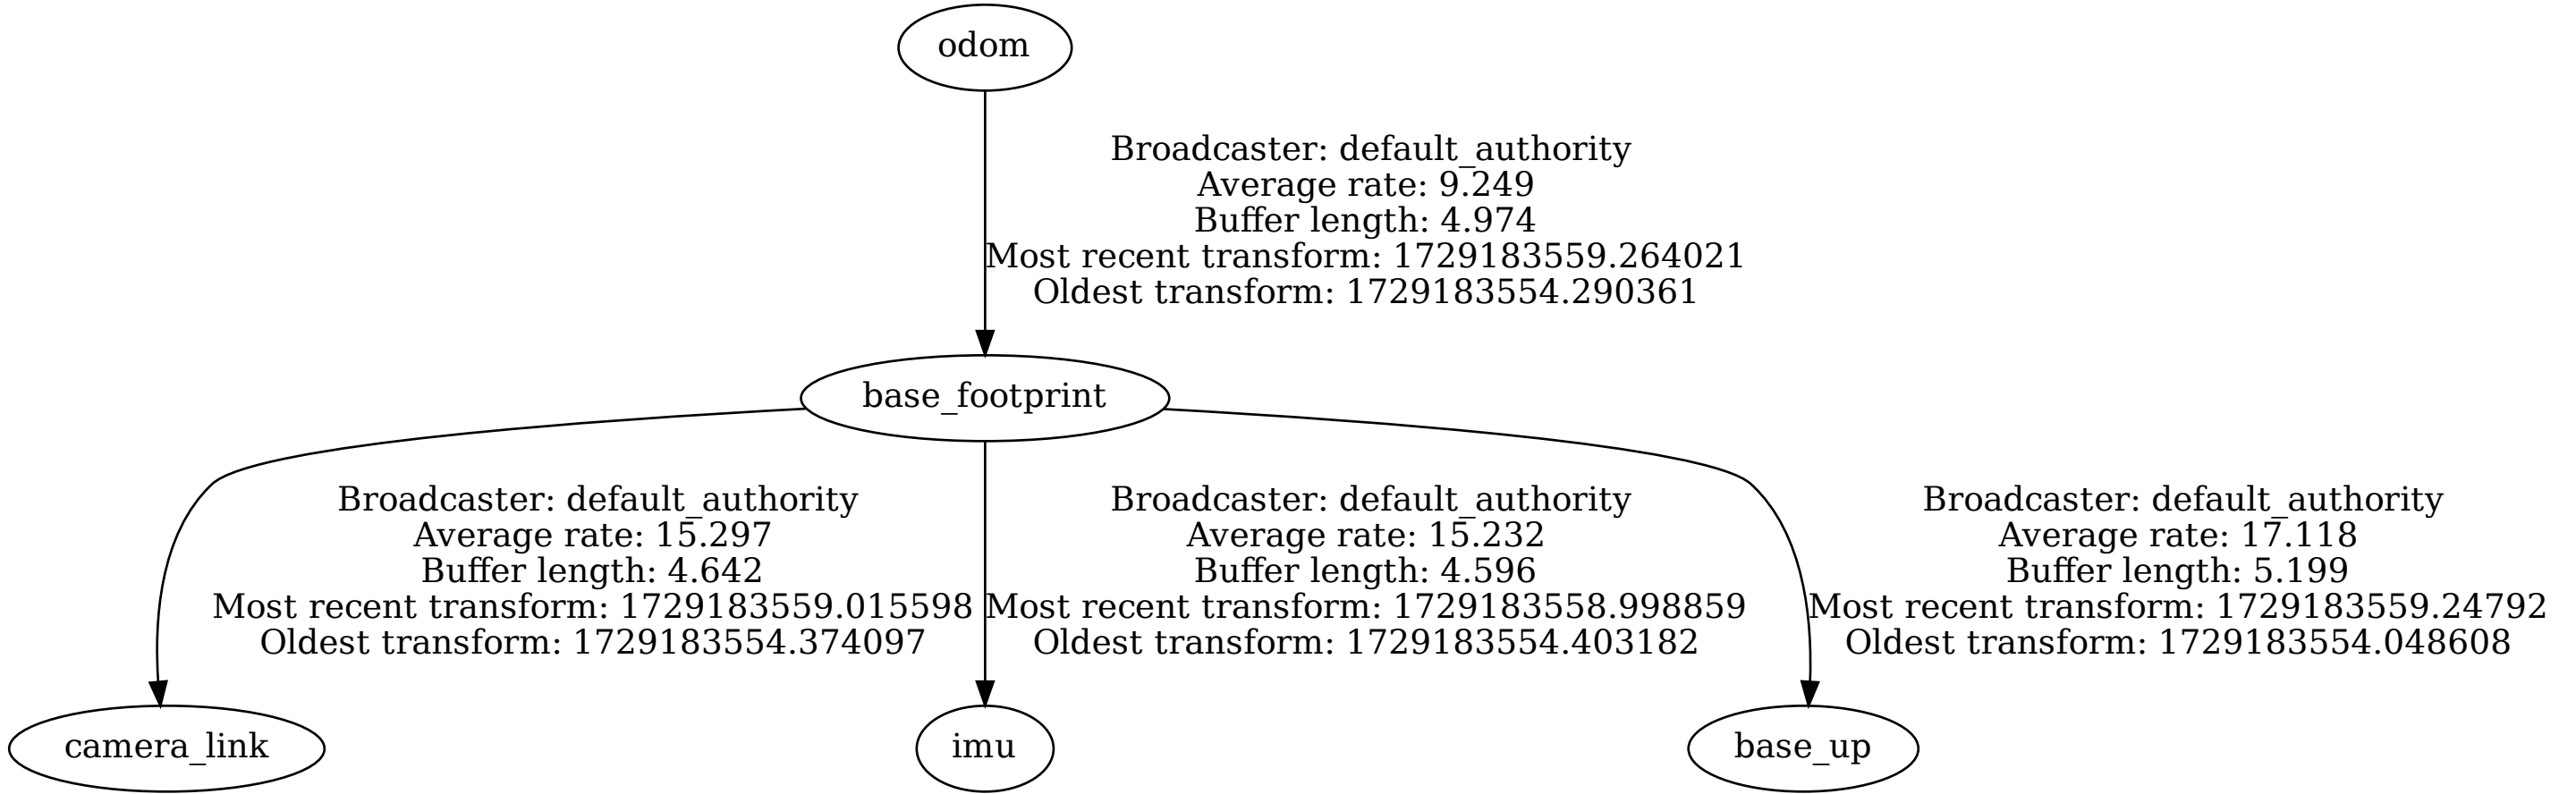 odom
Broadcaster: default_authority
Average rate: 9.249
Buffer length: 4.974
Most recent transform: 1729183559.264021
Oldest transform: 1729183554.290361
base_footprint
Broadcaster: default_authority
Average rate: 15.297
Buffer length: 4.642
Most recent transform: 1729183559.015598
Oldest transform: 1729183554.374097
Broadcaster: default_authority
Average rate: 15.232
Buffer length: 4.596
Most recent transform: 1729183558.998859
Oldest transform: 1729183554.403182
Broadcaster: default_authority
Average rate: 17.118
Buffer length: 5.199
Most recent transform: 1729183559.24792
Oldest transform: 1729183554.048608
camera_link
imu
base_up